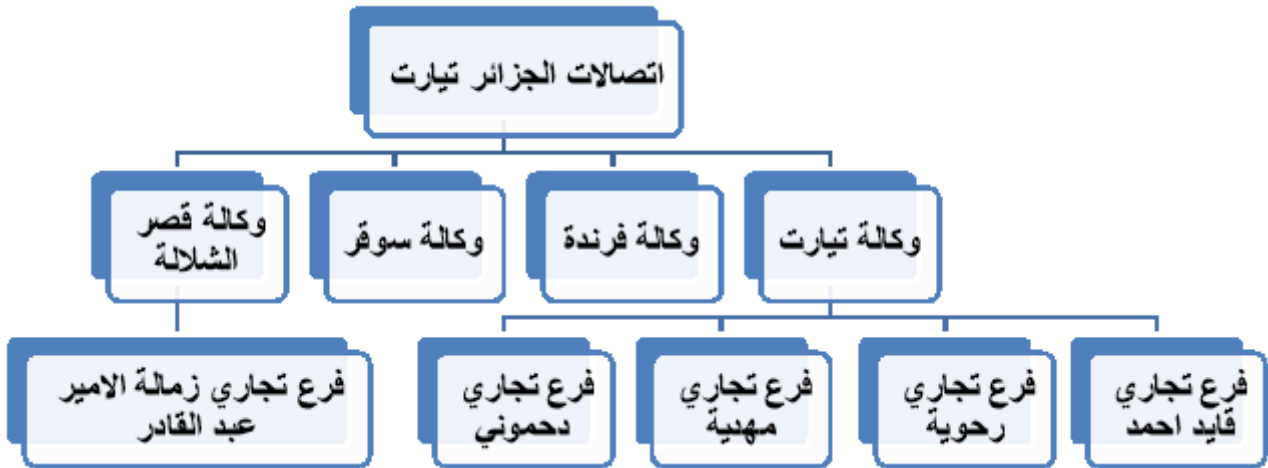 اتصالات الجزائر تيارت
وكالة تيارت
وكالة فرندة
وكالة سوقر
وكالة قصر
الشلالة
فرع تجاري
قايد احمد
فرع تجاري
رحوية
فرع تجاري
مهدية
فرع تجاري
دحموني
فرع تجاري زمالة الامير
عبد القادر